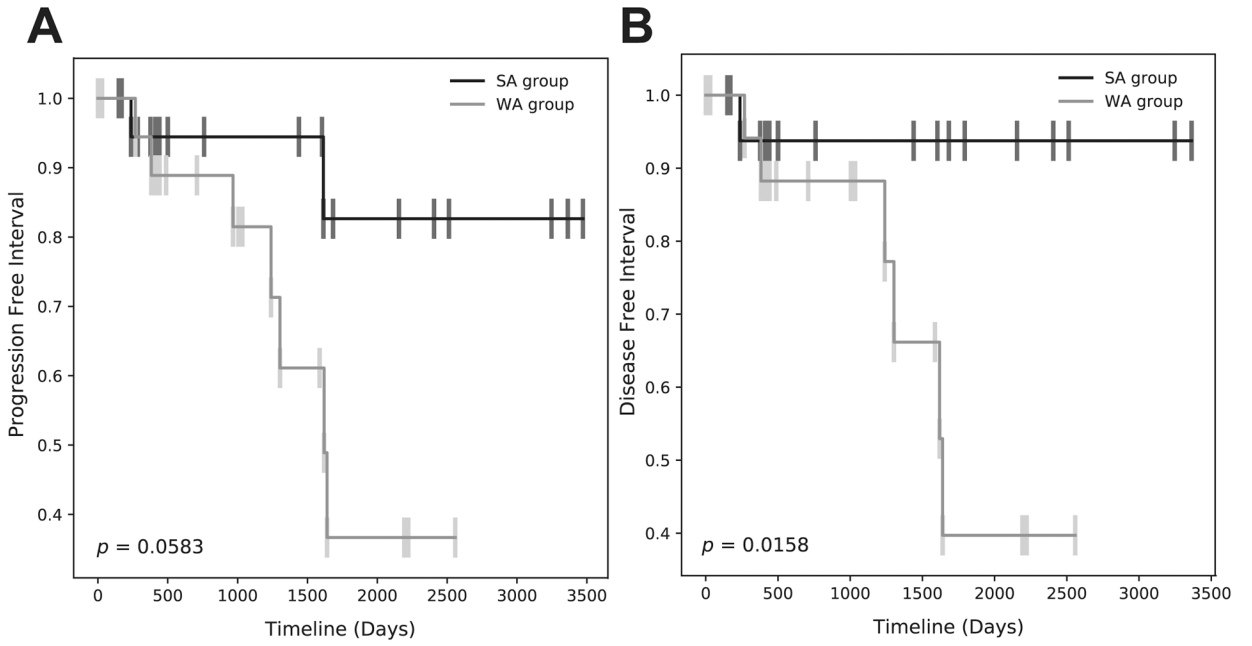 A
SA group
WA group
Progression Free Interval
1.0
0.9
0.8
0.7
0.6
0.5
0.4
p = 0.0583
0 500 1000 1500 2000 2500 3000 3500
Timeline (Days)
B
SA group
WA group
Disease Free Interval
1.0
0.9
0.8
0.7
0.6
0.5
0.4
p = 0.0158
0 500 1000 1500 2000 2500 3000 3500
Timeline (Days)